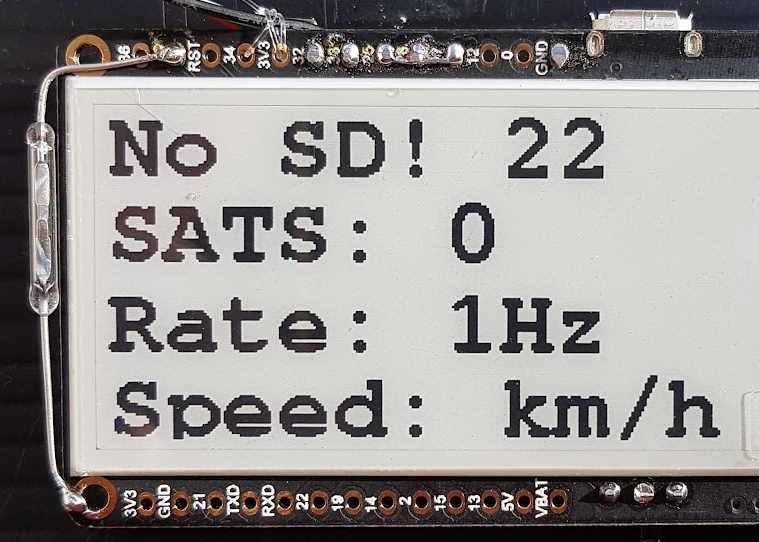 36 RST 34 3V3 32 12 0 GND
No SD! 22
SATS: 0
Rate: 1Hz
Speed: km/h
3V3 GND 21 TXD RXD 22 19 14 2 15 13 5V VBAT